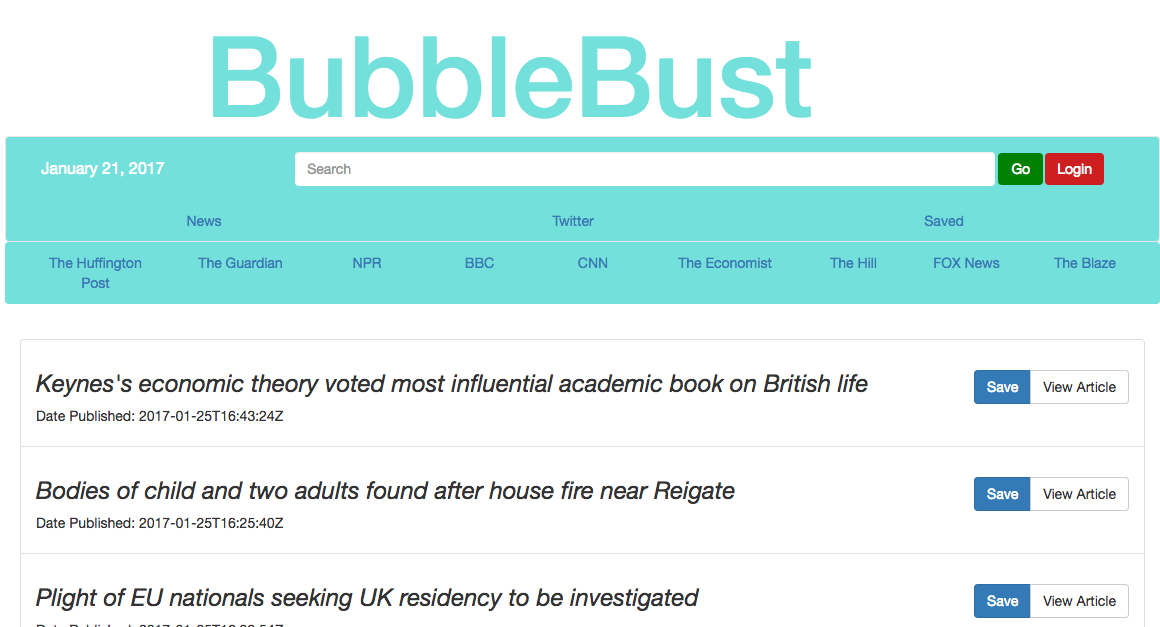 BubbleBust
January 21, 2017
Search
Go
Login
News
Twitter
Saved
The Huffington
Post
The Guardian
NPR
BBC
CNN
The Economist
The Hill
FOX News
The Blaze
Keynes's economic theory voted most influential academic book on British life
Date Published: 2017-01-25T16:43:24Z
Save
View Article
Bodies of child and two adults found after house fire near Reigate
Date Published: 2017-01-25T16:25:40Z
Save
View Article
Plight of EU nationals seeking UK residency to be investigated
Save
View Article